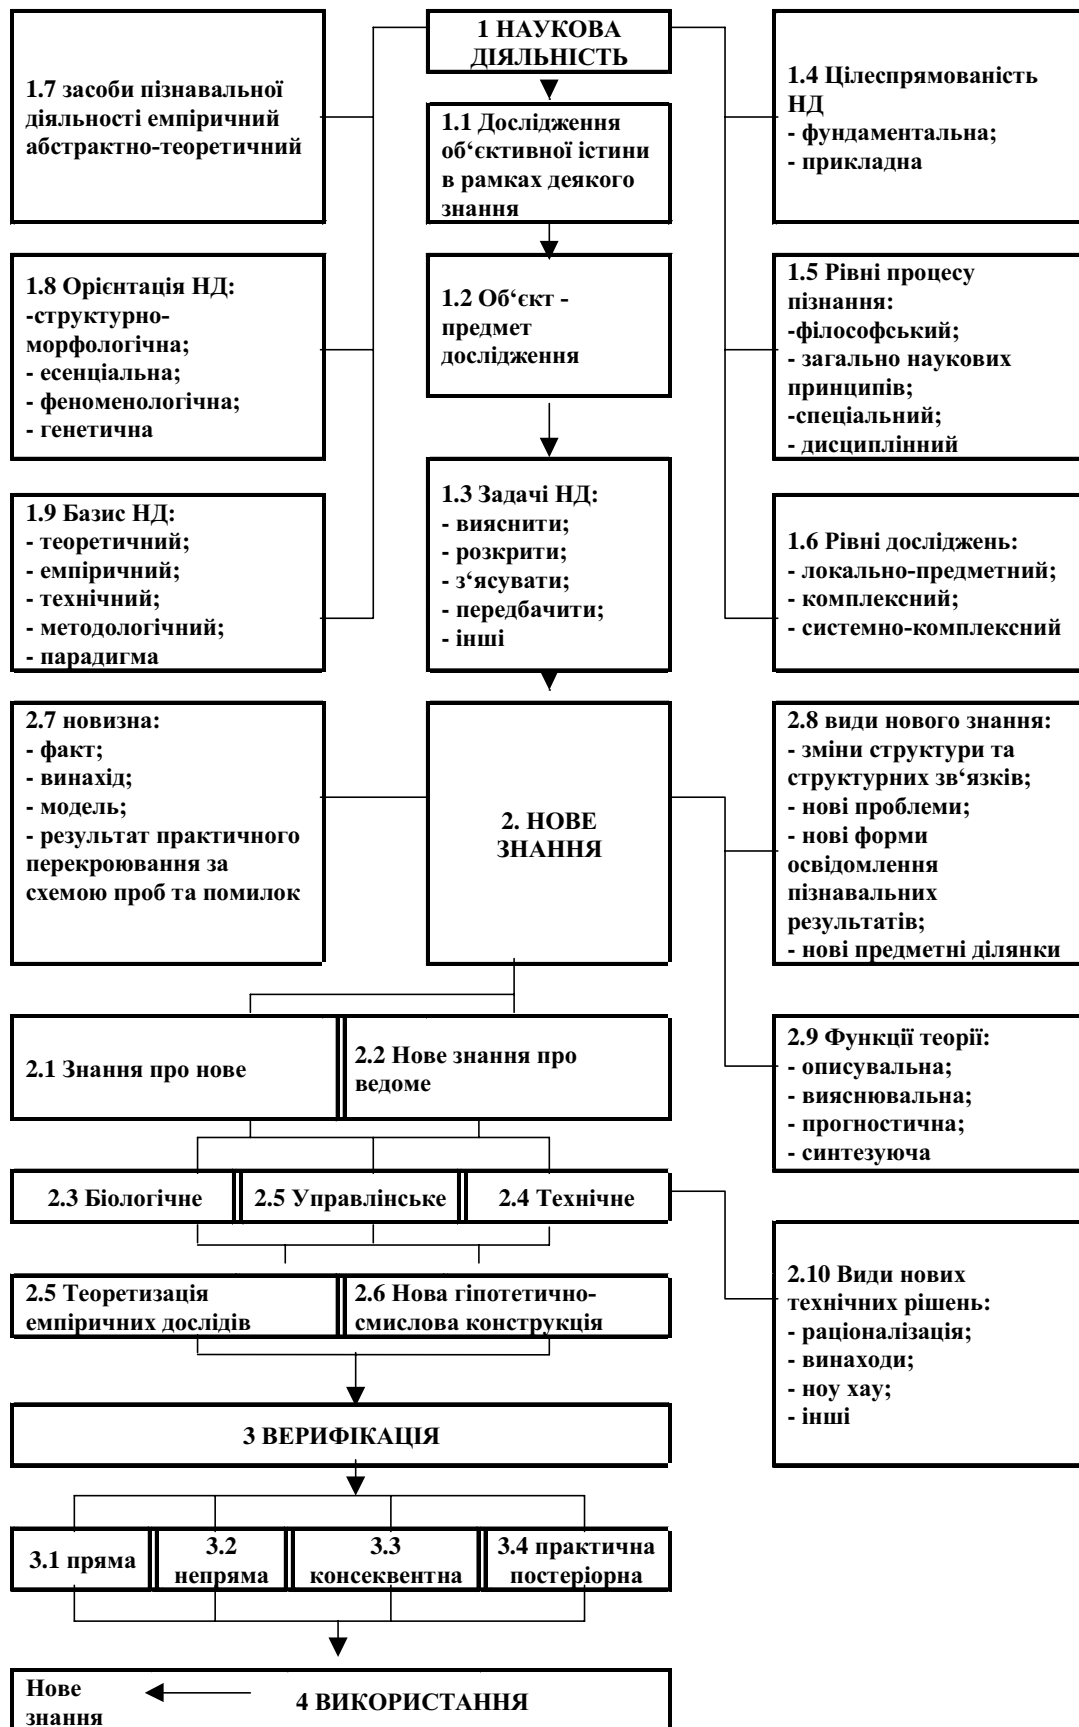 1 НАУКОВА
ДІЯЛЬНІСТЬ
1.7 засоби пізнавальної
діяльності емпіричний
абстрактно-теоретичний
1.1 Дослідження
об‘єктивної істини
в рамках деякого
знання
1.4 Цілеспрямованість
НД
- фундаментальна;
- прикладна
1.8 Орієнтація НД:
-структурно-
морфологічна;
- есенціальна;
- феноменологічна;
- генетична
1.2 Об‘єкт -
предмет
дослідження
1.5 Рівні процесу
пізнання:
-філософський;
- загально наукових
принципів;
-спеціальний;
- дисциплінний
1.9 Базис НД:
- теоретичний;
- емпіричний;
- технічний;
- методологічний;
- парадигма
1.3 Задачі НД:
- вияснити;
- розкрити;
- з‘ясувати;
- передбачити;
- інші
1.6 Рівні досліджень:
- локально-предметний;
- комплексний;
- системно-комплексний
2.7 новизна:
- факт;
- винахід;
- модель;
- результат практичного
перекроювання за
схемою проб та помилок
2. НОВЕ
ЗНАННЯ
2.8 види нового знання:
- зміни структури та
структурних зв‘язків;
- нові проблеми;
- нові форми
освідомлення
пізнавальних
результатів;
- нові предметні ділянки
2.1 Знання про нове
2.2 Нове знання про
ведоме
2.9 Функції теорії:
- описувальна;
- вияснювальна;
- прогностична;
- синтезуюча
2.3 Біологічне
2.5 Управлінське
2.4 Технічне
2.5 Теоретизація
емпіричних дослідів
2.6 Нова гіпотетично-
смислова конструкція
2.10 Види нових
технічних рішень:
- раціоналізація;
- винаходи;
- ноу хау;
- інші
3 ВЕРИФІКАЦІЯ
3.1 пряма
3.2
непряма
3.3
консеквентна
3.4 практична
постеріорна
Нове
знання
4 ВИКОРИСТАННЯ